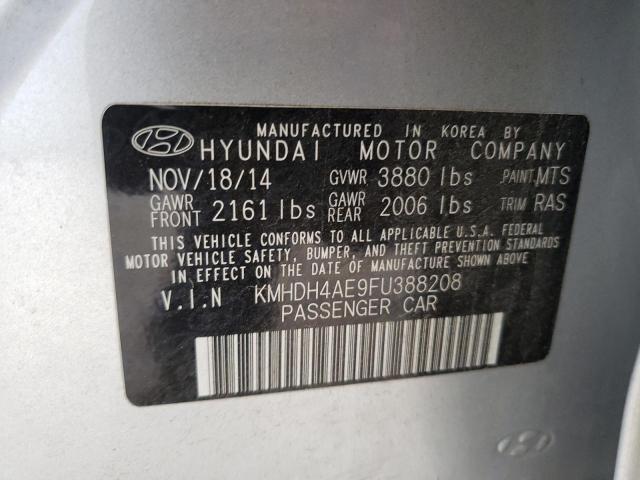 MANUFACTURED IN KOREA BY
HYUNDAI MOTOR COMPANY
NOV/18/14 GVWR 3880 lbs PAINT MTS
GAWR FRONT 2161 lbs GAWR REAR 2006 lbs TRIM RAS
THIS VEHICLE CONFORMS TO ALL APPLICABLE U.S.A. FEDERAL
MOTOR VEHICLE SAFETY, BUMPER, AND THEFT PREVENTION STANDARDS
IN EFFECT ON THE DATE OF MANUFACTURE SHOWN ABOVE.
V.I.N KMHDH4AE9FU388208
PASSENGER CAR